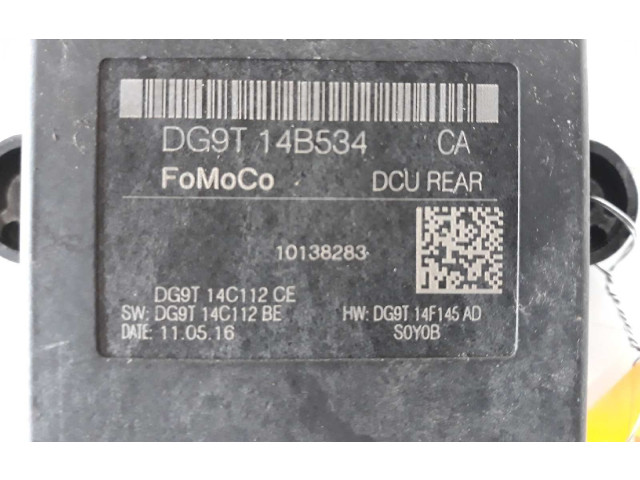 DG9T 14B534 CA
FoMoCo DCU REAR
10138283
DG9T 14C112 CE
SW: DG9T 14C112 BE HW: DG9T 14F145 AD
DATE: 11.05.16 S0Y0B